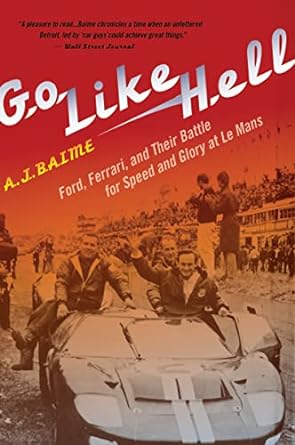 "A pleasure to read...Baime chronicles a time when an unfettered
Detroit, led by 'car guys' could achieve great things."
— Wall Street Journal
Go
Like
Hell
A.J. BAIME
Ford, Ferrari, and Their Battle
for Speed and Glory at Le Mans